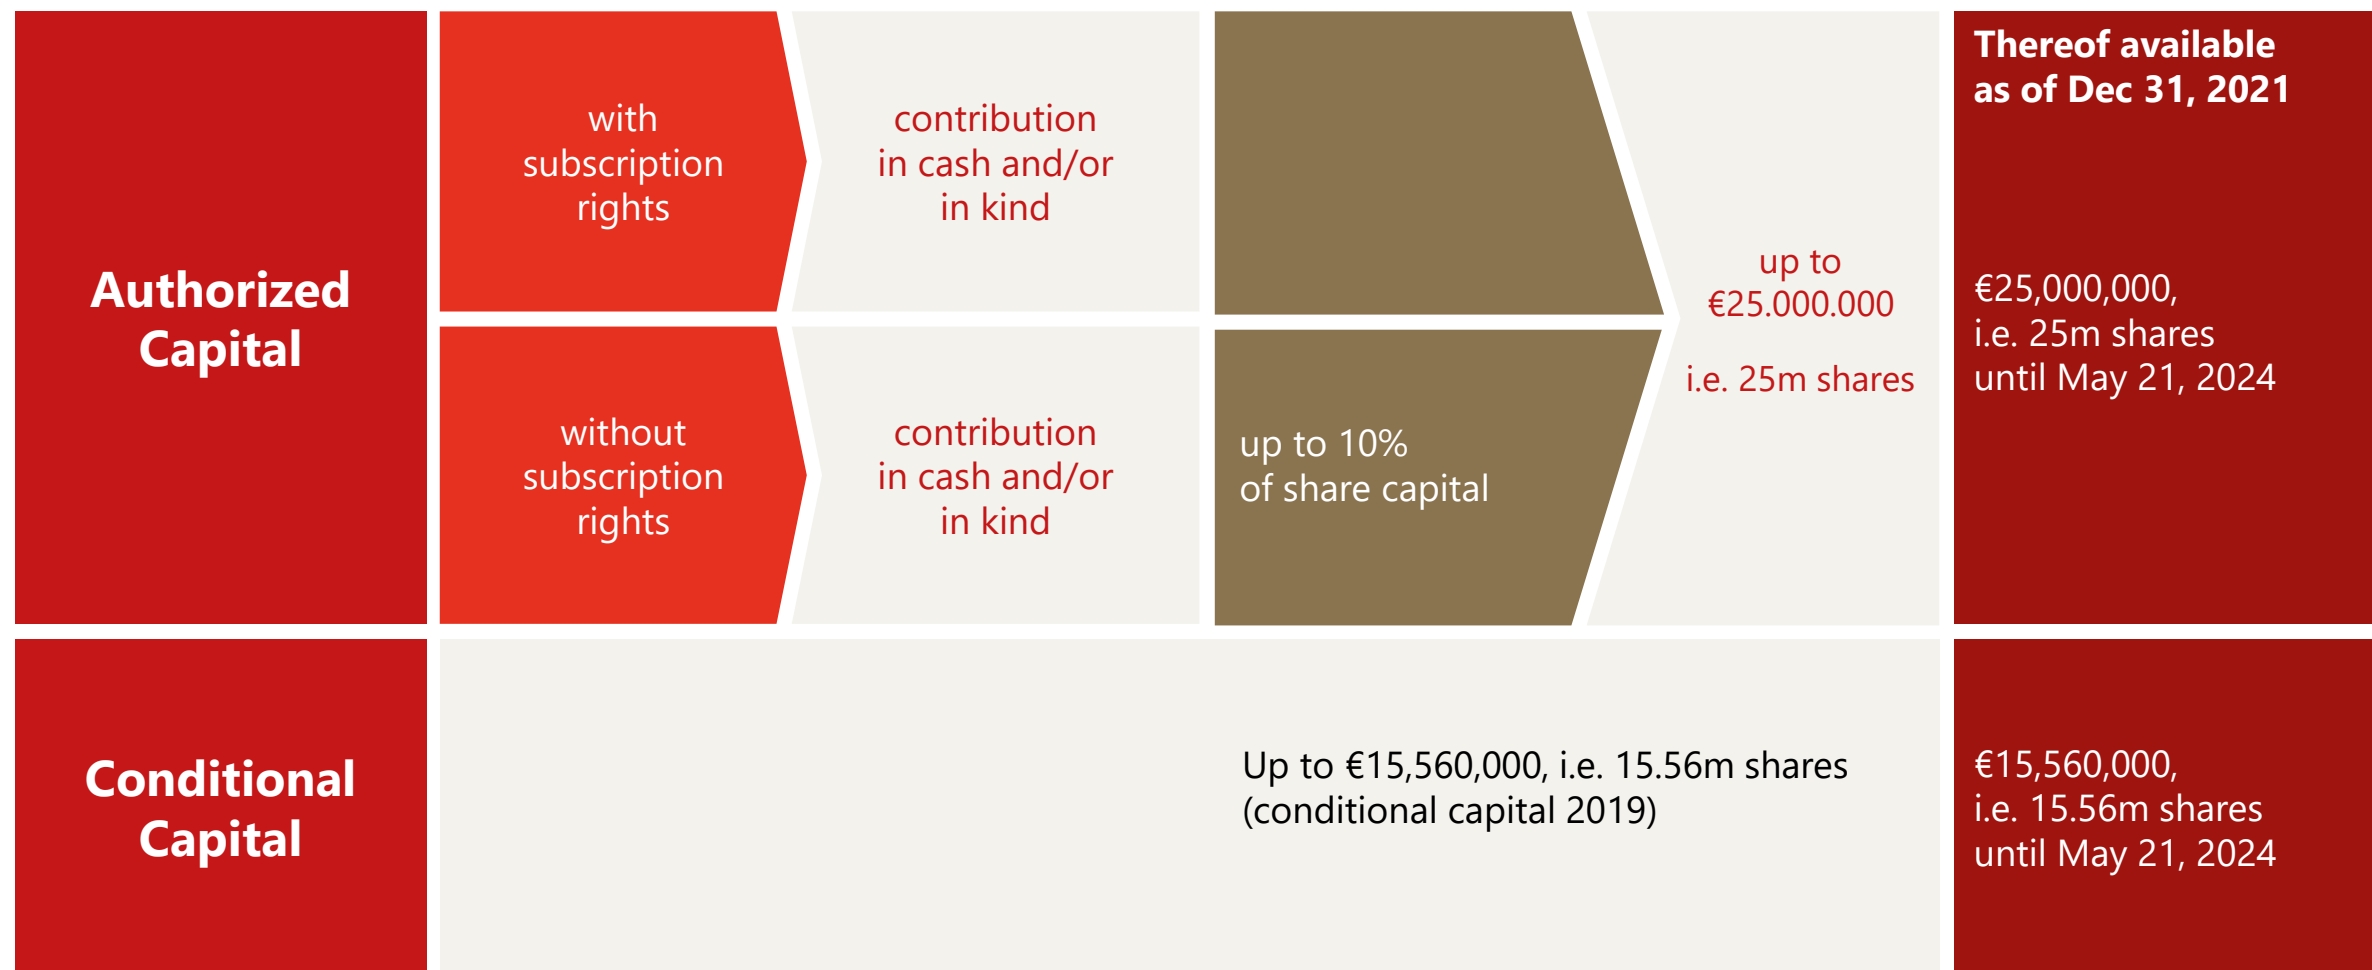 Authorized
Capital
with
subscription
rights
contribution
in cash and/or
in kind
without
subscription
rights
contribution
in cash and/or
in kind
up to 10%
of share capital
up to
€25.000.000
i.e. 25m shares
Thereof available
as of Dec 31, 2021
€25,000,000,
i.e. 25m shares
until May 21, 2024
Conditional
Capital
Up to €15,560,000, i.e. 15.56m shares
(conditional capital 2019)
€15,560,000,
i.e. 15.56m shares
until May 21, 2024